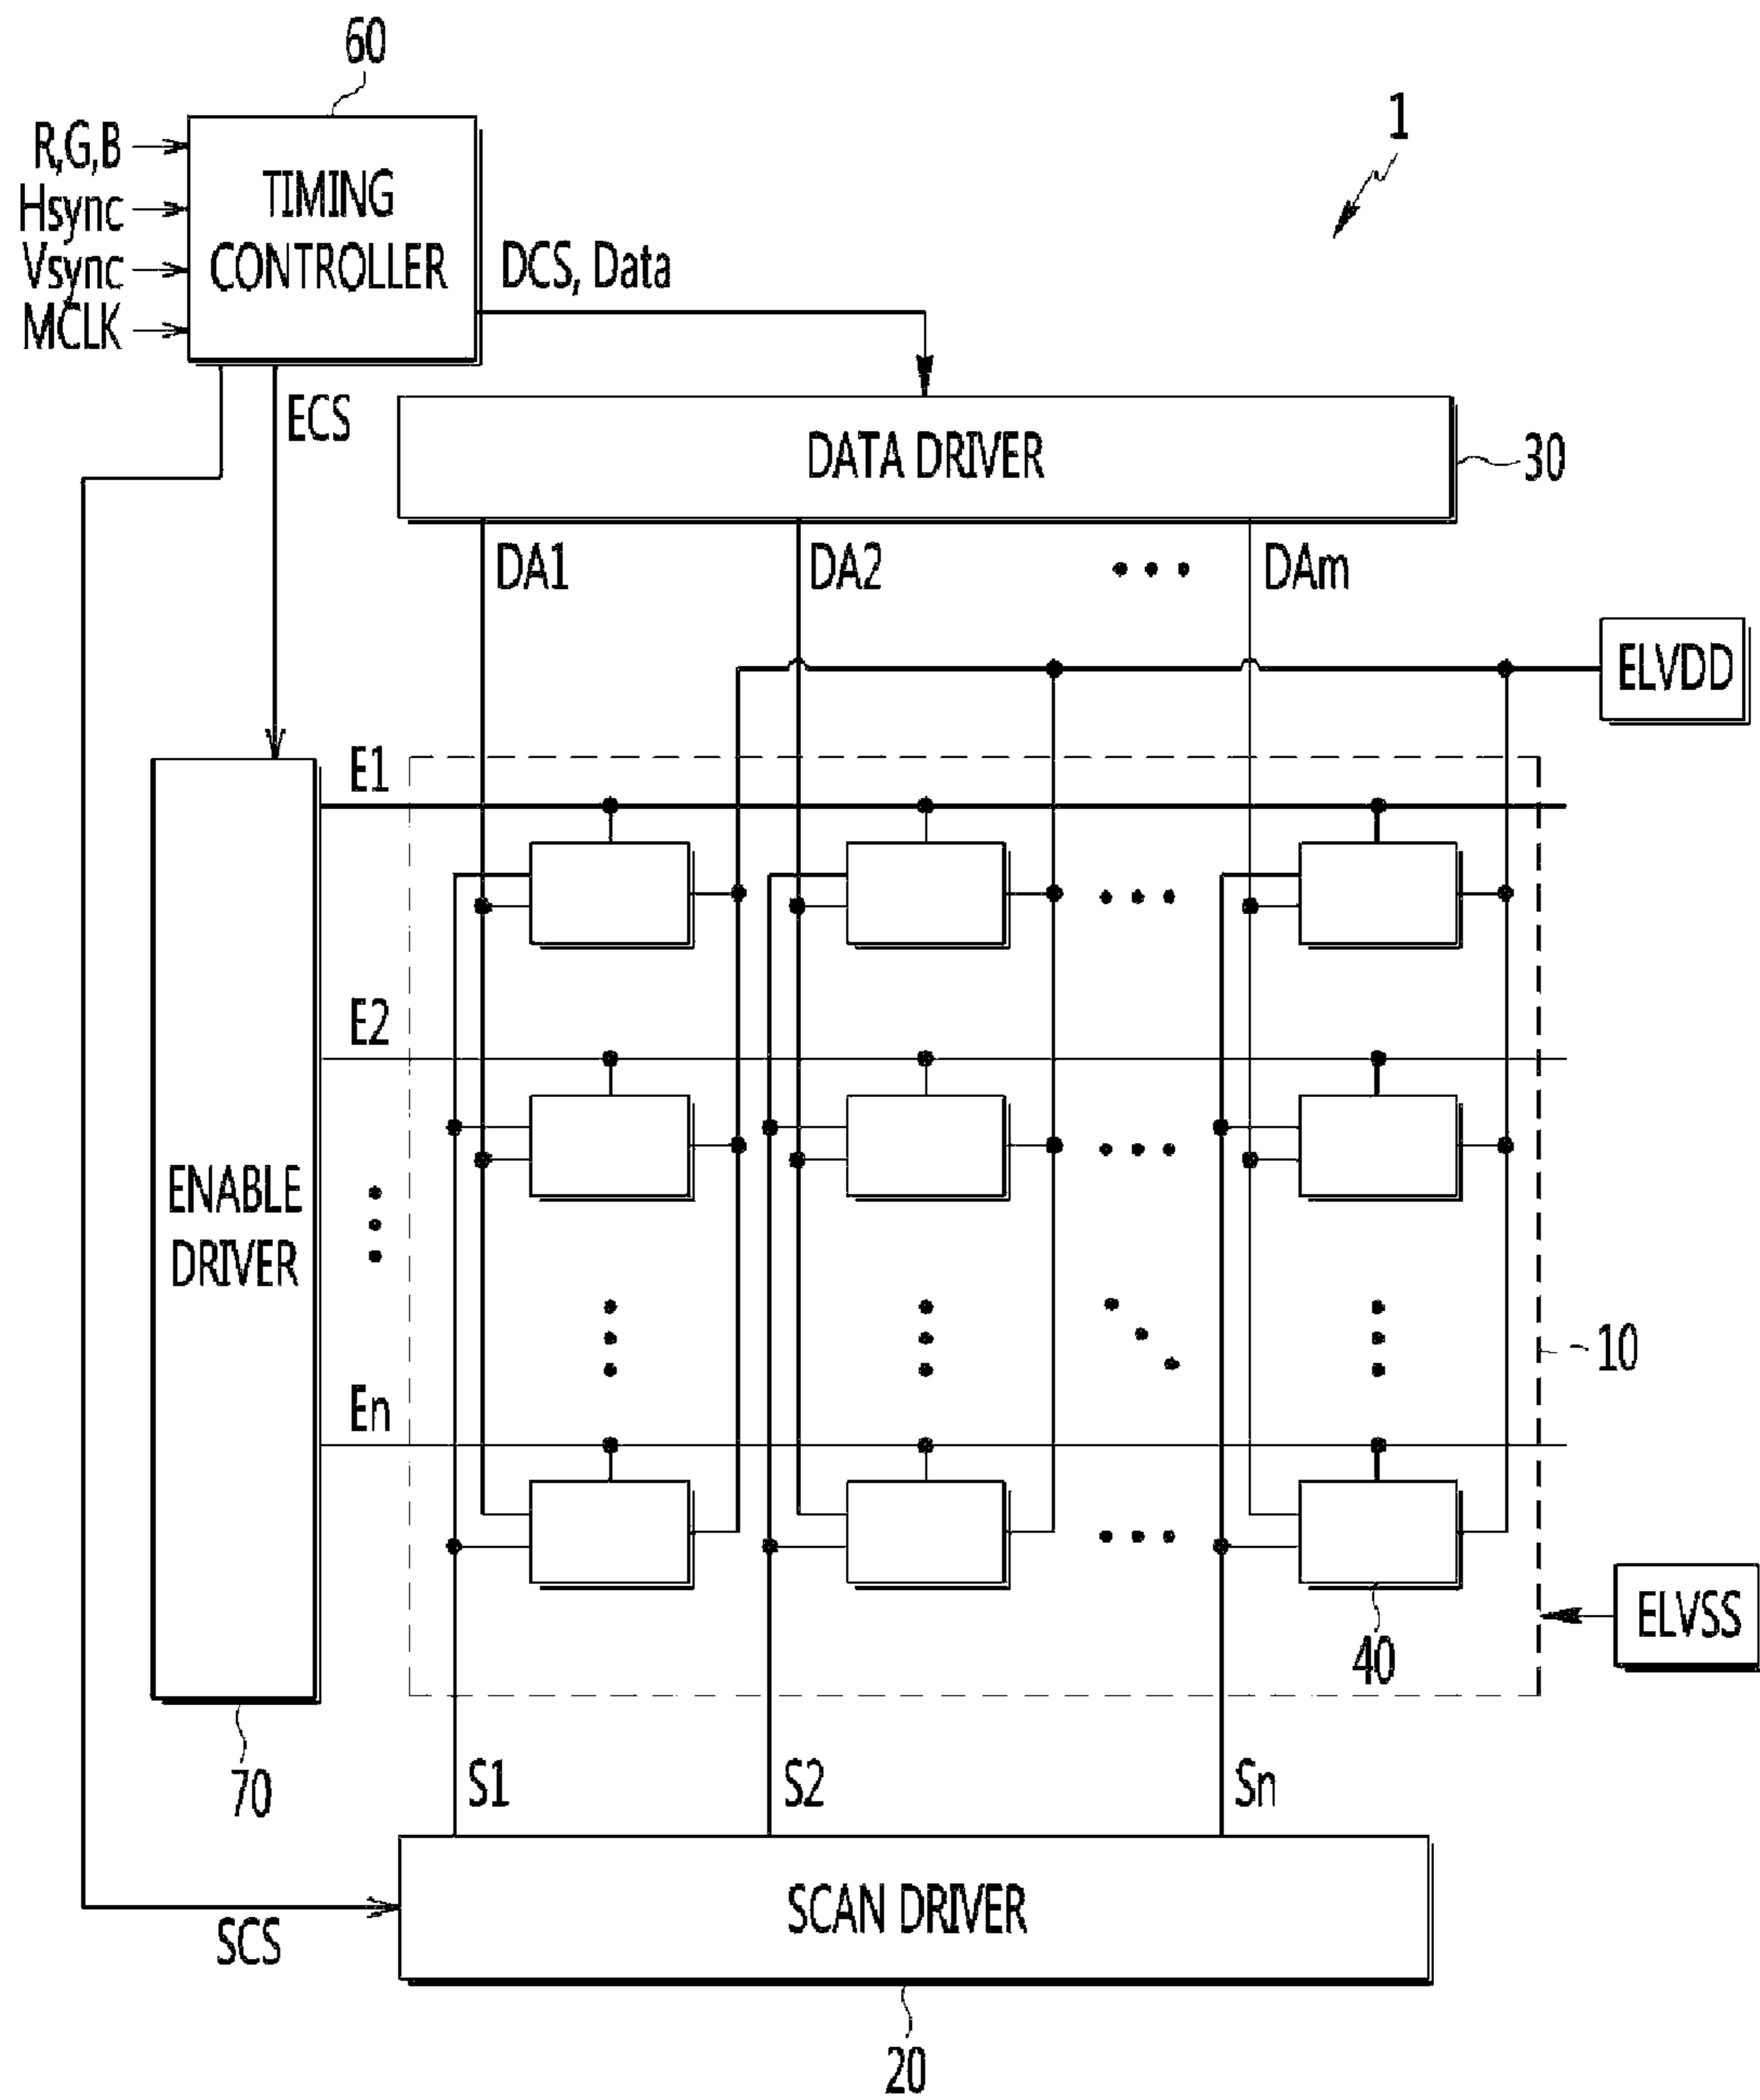 60
1
R,G,B
Hsync
Vsync
MCLK
TIMING
CONTROLLER
DCS, Data
ECS
DATA DRIVER
30
DA1
DA2
DAm
ELVDD
E1
E2
ENABLE
DRIVER
En
10
ELVSS
40
70
S1
S2
Sn
SCAN DRIVER
SCS
20